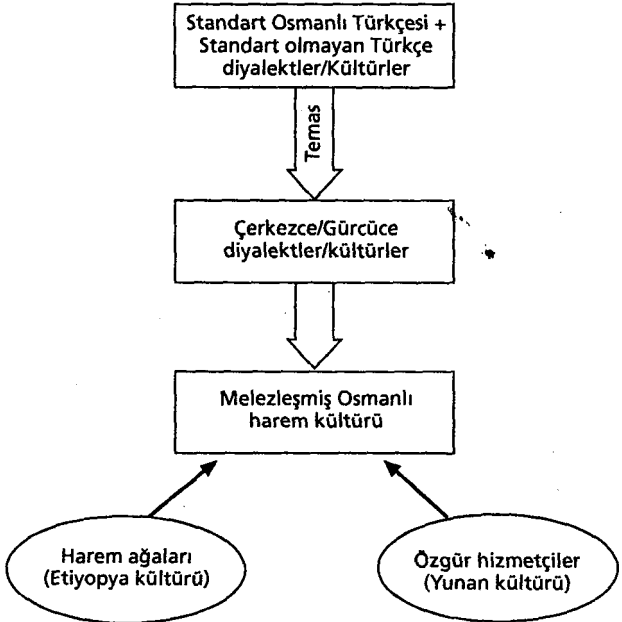 Standart Osmanlı Türkçesi +
Standart olmayan Türkçe
diyalektler/Kültürler
Temas
Çerkezce/Gürcüce
diyalektler/kültürler
Melezleşmiş Osmanlı
harem kültürü
Harem ağaları
(Etiyopya kültürü)
Özgür hizmetçiler
(Yunan kültürü)